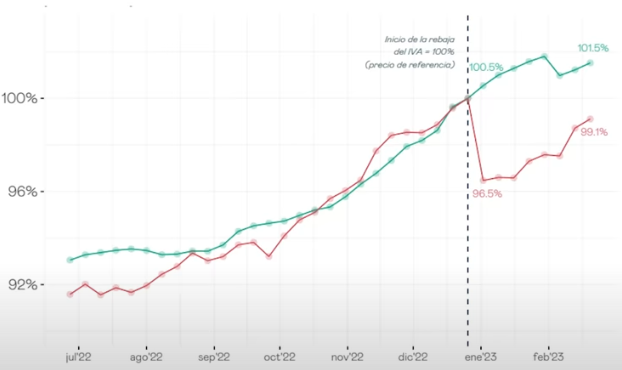 Inicio de la rebaja
del IVA = 100%
(precio de referencia)
101.5%
100.5%
100%
99.1%
96%
96.5%
92%
jul'22
ago'22
sep'22
oct'22
nov'22
dic'22
ene'23
feb'23